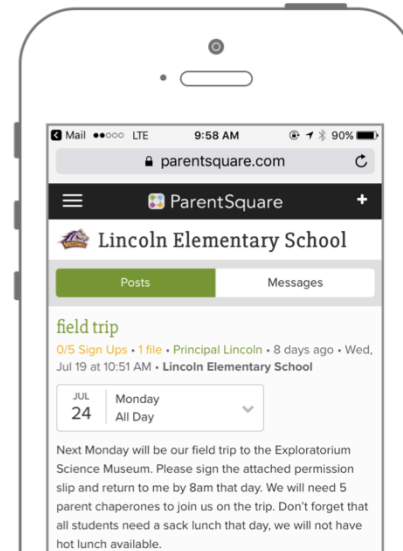 Mail LTE 9:58 AM 90%
parentsquare.com
ParentSquare +
Lincoln Elementary School
Posts Messages
field trip
0/5 Sign Ups • 1 file • Principal Lincoln • 8 days ago • Wed,
Jul 19 at 10:51 AM • Lincoln Elementary School
JUL Monday
24 All Day
Next Monday will be our field trip to the Exploratorium
Science Museum. Please sign the attached permission
slip and return to me by 8am that day. We will need 5
parent chaperones to join us on the trip. Don't forget that
all students need a sack lunch that day, we will not have
hot lunch available.